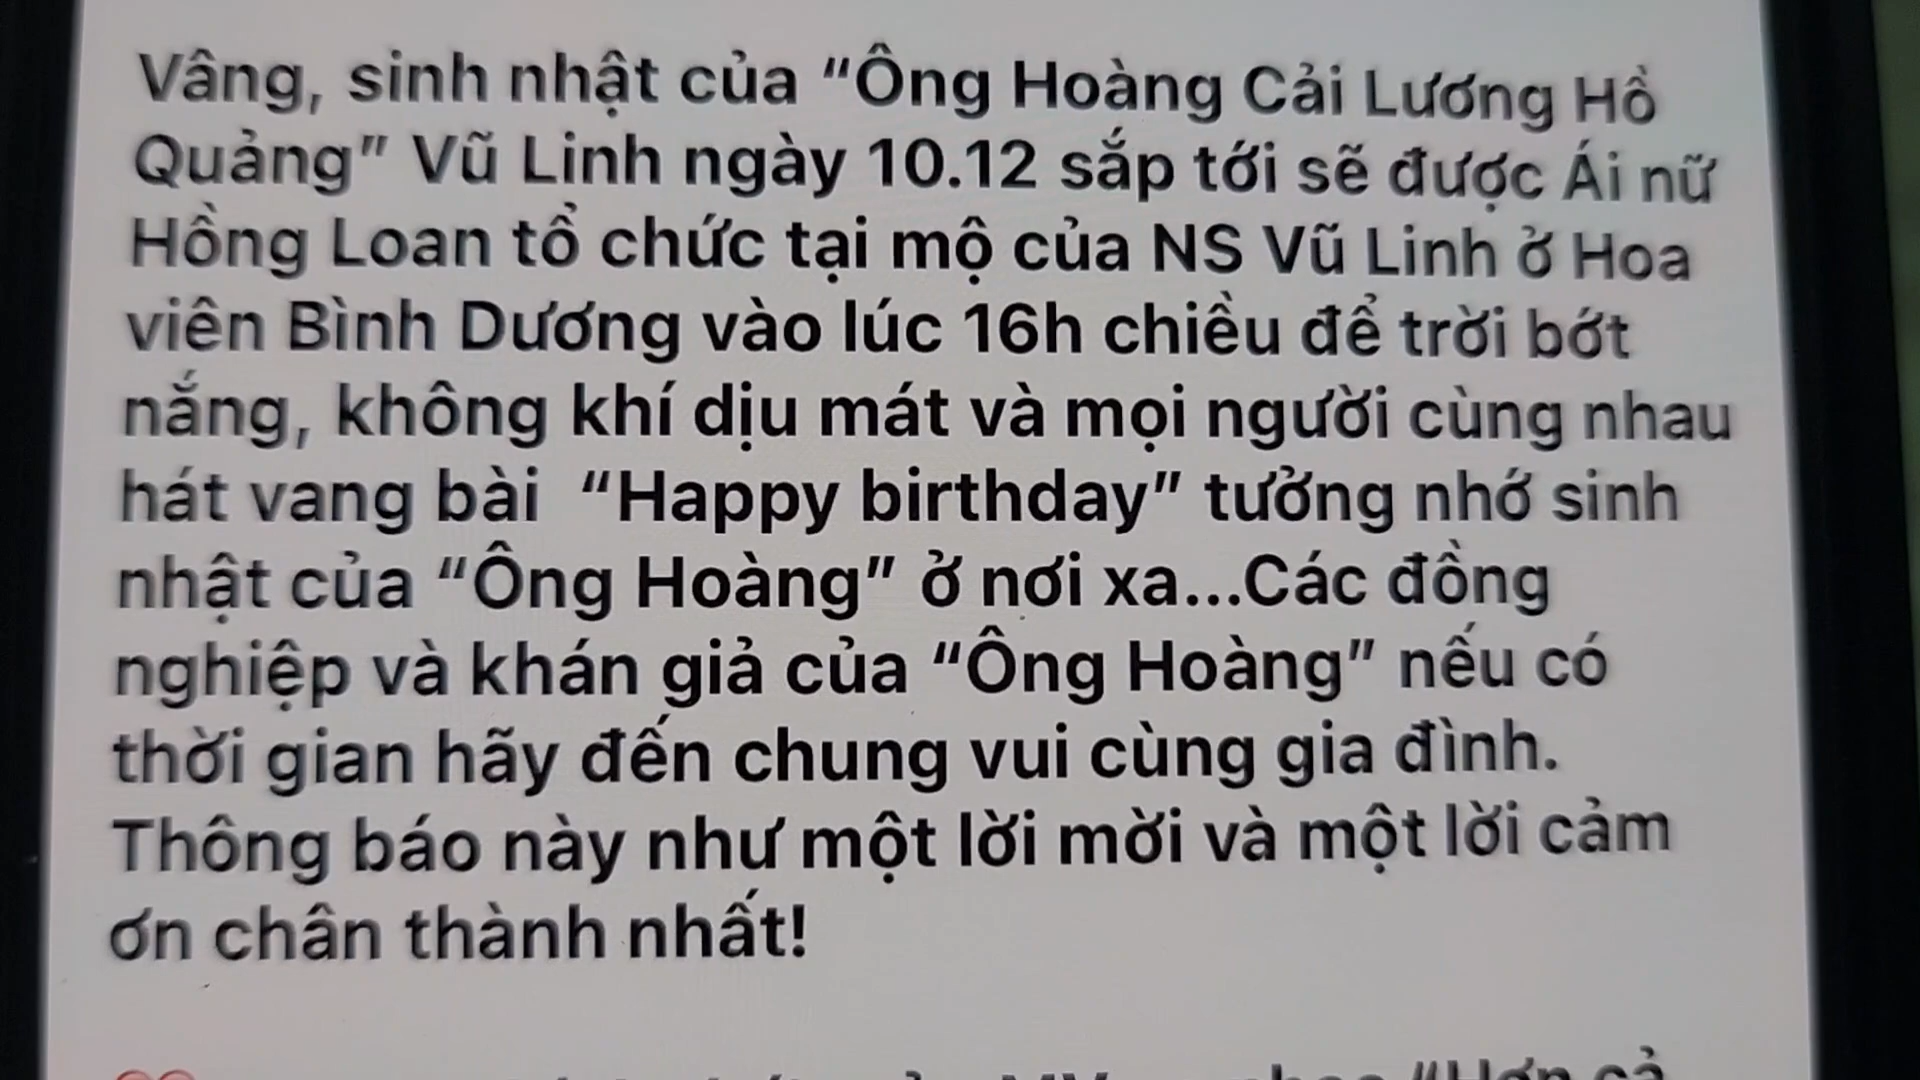 Vâng, sinh nhật của “Ông Hoàng Cải Lương Hồ
Quảng” Vũ Linh ngày 10.12 sắp tới sẽ được Ái nữ
Hồng Loan tổ chức tại mộ của NS Vũ Linh ở Hoa
viên Bình Dương vào lúc 16h chiều để trời bớt
nắng, không khí dịu mát và mọi người cùng nhau
hát vang bài “Happy birthday” tưởng nhớ sinh
nhật của “Ông Hoàng” ở nơi xa...Các đồng
nghiệp và khán giả của “Ông Hoàng” nếu có
thời gian hãy đến chung vui cùng gia đình.
Thông báo này như một lời mời và một lời cảm
ơn chân thành nhất!
MV “Hơn cả